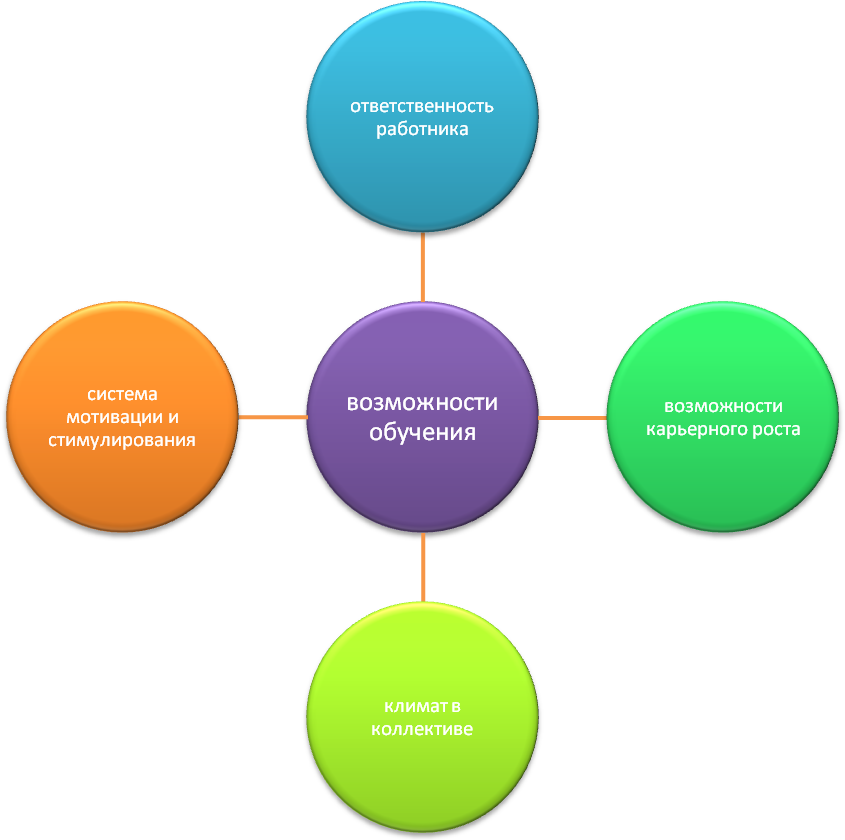 ответственность
работника
система
мотивации и
стимулирования
возможности
обучения
возможности
карьерного роста
климат в
коллективе